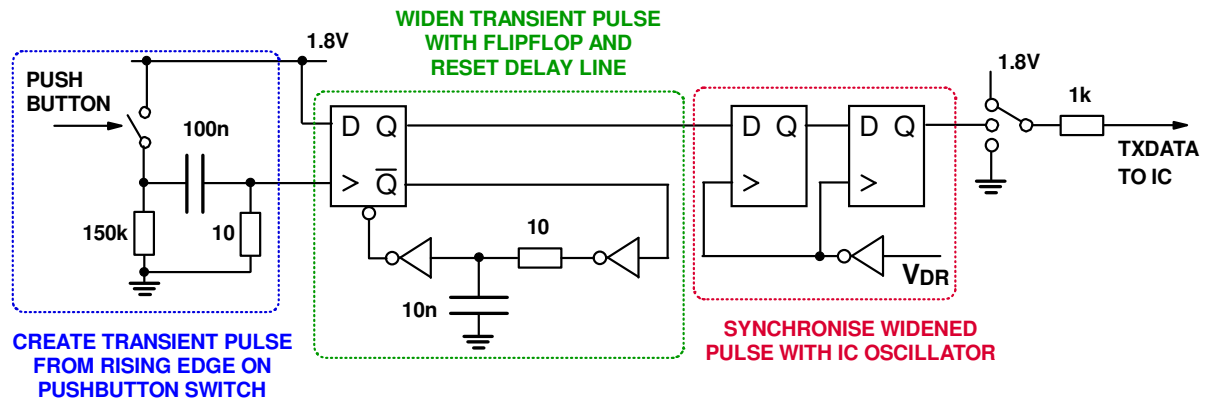 WIDEN TRANSIENT PULSE
WITH FLIPFLOP AND
RESET DELAY LINE
1.8V
PUSH
BUTTON
100n
150k
10
D Q
> Q
10
10n
D Q
>
D Q
>
VDR
1.8V
1k
TXDATA
TO IC
CREATE TRANSIENT PULSE
FROM RISING EDGE ON
PUSHBUTTON SWITCH
SYNCHRONISE WIDENED
PULSE WITH IC OSCILLATOR